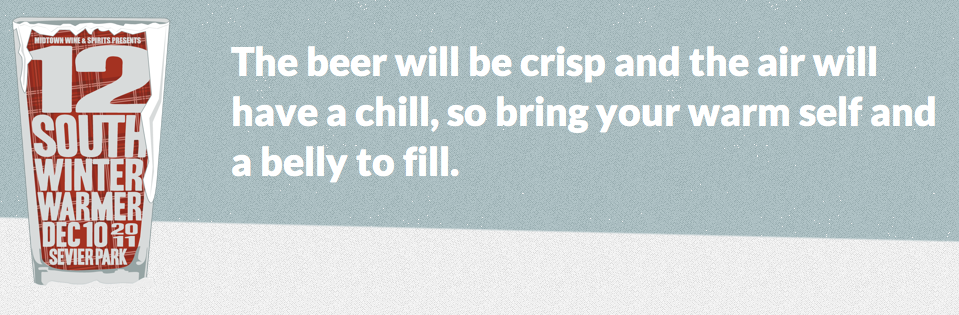 MIDTOWN WINE & SPIRITS PRESENTS
12
SOUTH
WINTER
WARMER
DEC 10 2011
SEVIER PARK
The beer will be crisp and the air will
have a chill, so bring your warm self and
a belly to fill.